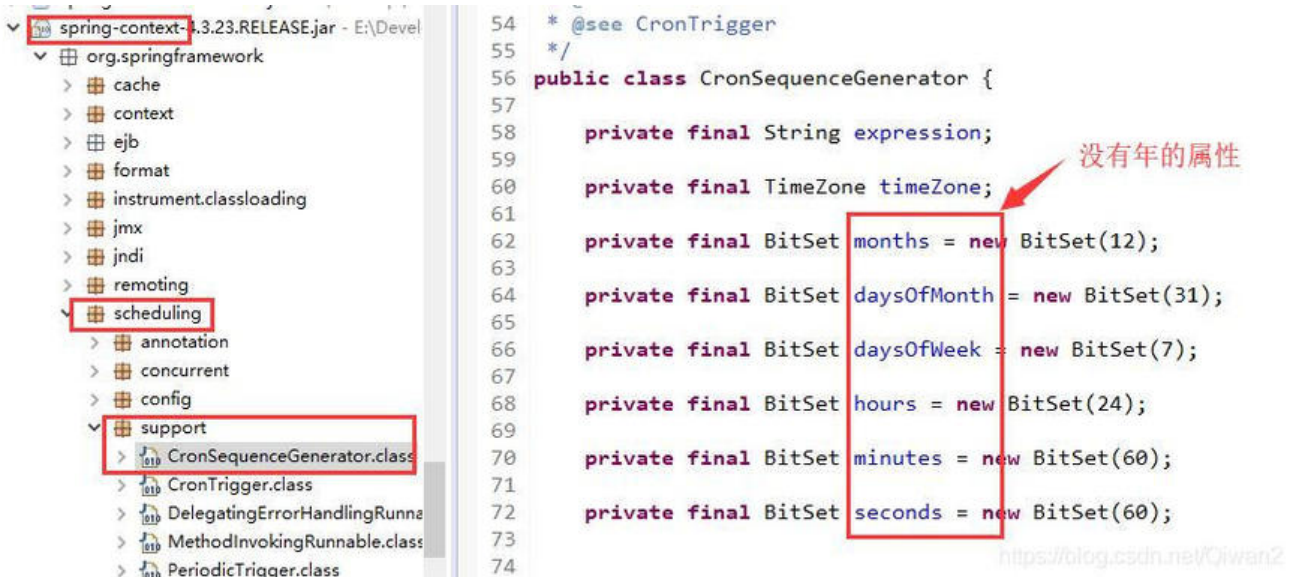 spring-context-4.3.23.RELEASE.jar - E:\Devel
org.springframework
cache
context
ejb
format
instrument.classloading
jmx
jndi
remoting
scheduling
annotation
concurrent
config
support
CronSequenceGenerator.class
CronTrigger.class
DelegatingErrorHandlingRunna
MethodInvokingRunnable.class
PeriodicTrigger.class
54 * @see CronTrigger
55 */
56 public class CronSequenceGenerator {
57
58 private final String expression;
59
没有年的属性
60 private final TimeZone timeZone;
61
62 private final BitSet months = new BitSet(12);
63
64 private final BitSet daysOfMonth = new BitSet(31);
65
66 private final BitSet daysOfWeek = new BitSet(7);
67
68 private final BitSet hours = new BitSet(24);
69
70 private final BitSet minutes = new BitSet(60);
71
72 private final BitSet seconds = new BitSet(60);
73
74
https://blog.csdn.net/Qiwan2